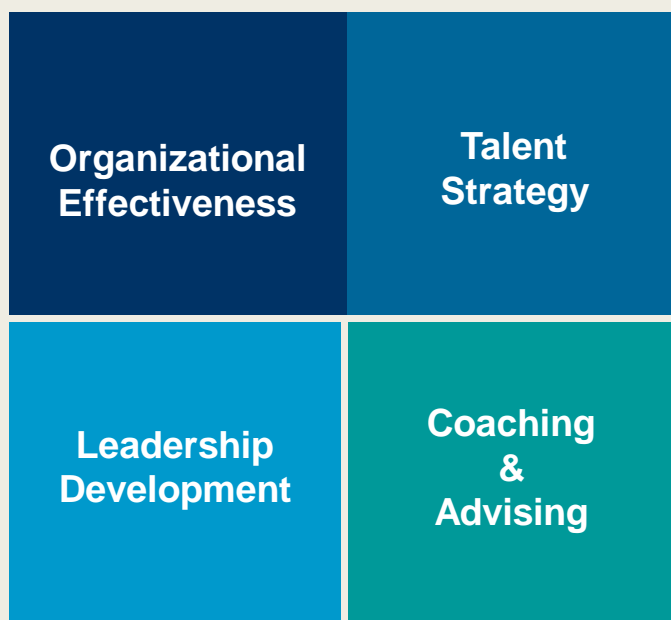 Organizational
Effectiveness
Talent
Strategy
Leadership
Development
Coaching
&
Advising